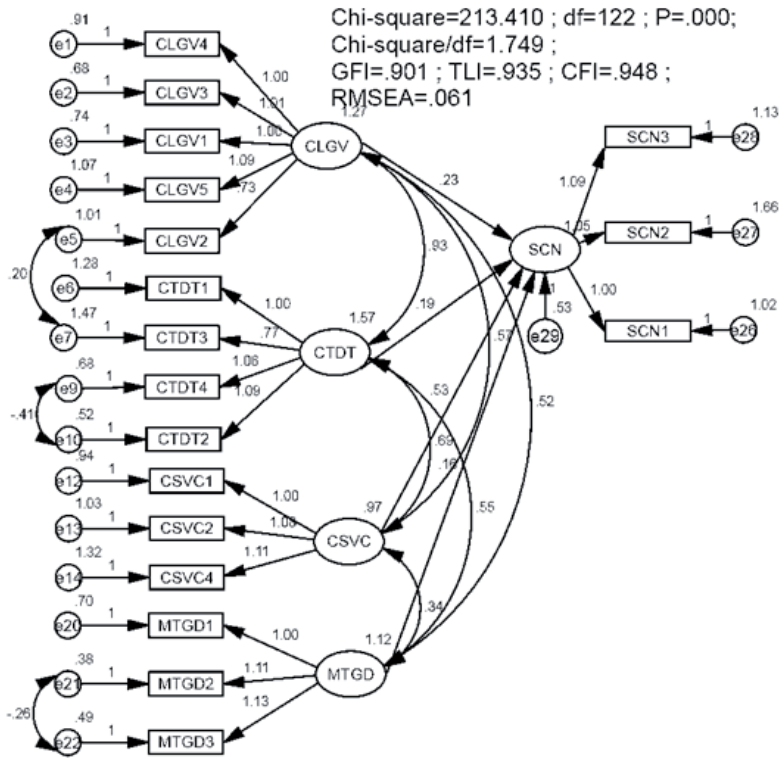 Chi-square=213.410 ; df=122 ; P=.000;
Chi-square/df=1.749 ;
GFI=.901 ; TLI=.935 ; CFI=.948 ;
RMSEA=.061
.91
e1 1 CLGV4
1.00
.68
e2 1 CLGV3
1.01
.74
e3 1 CLGV1
1.00
1.27
CLGV
1.07
e4 1 CLGV5
1.09
1.01
e5 1 CLGV2
.73
.20
1.28
e6 1 CTDT1
1.00
1.47
e7 1 CTDT3
.77
1.57
CTDT
.68
e9 1 CTDT4
1.06
-.41
.52
e10 1 CTDT2
1.09
.94
e12 1 CSVC1
1.00
1.03
e13 1 CSVC2
1.08
.97
CSVC
1.32
e14 1 CSVC4
1.11
.70
e20 1 MTGD1
1.00
1.12
MTGD
.38
e21 1 MTGD2
1.11
-.26
.49
e22 1 MTGD3
1.13
.23
.93
.19
.53
.69
.16
.52
.55
.34
SCN
1
.53
e29
1.09
SCN3 1 e28
1.13
1.05
SCN2 1 e27
1.66
1.00
SCN1 1 e26
1.02